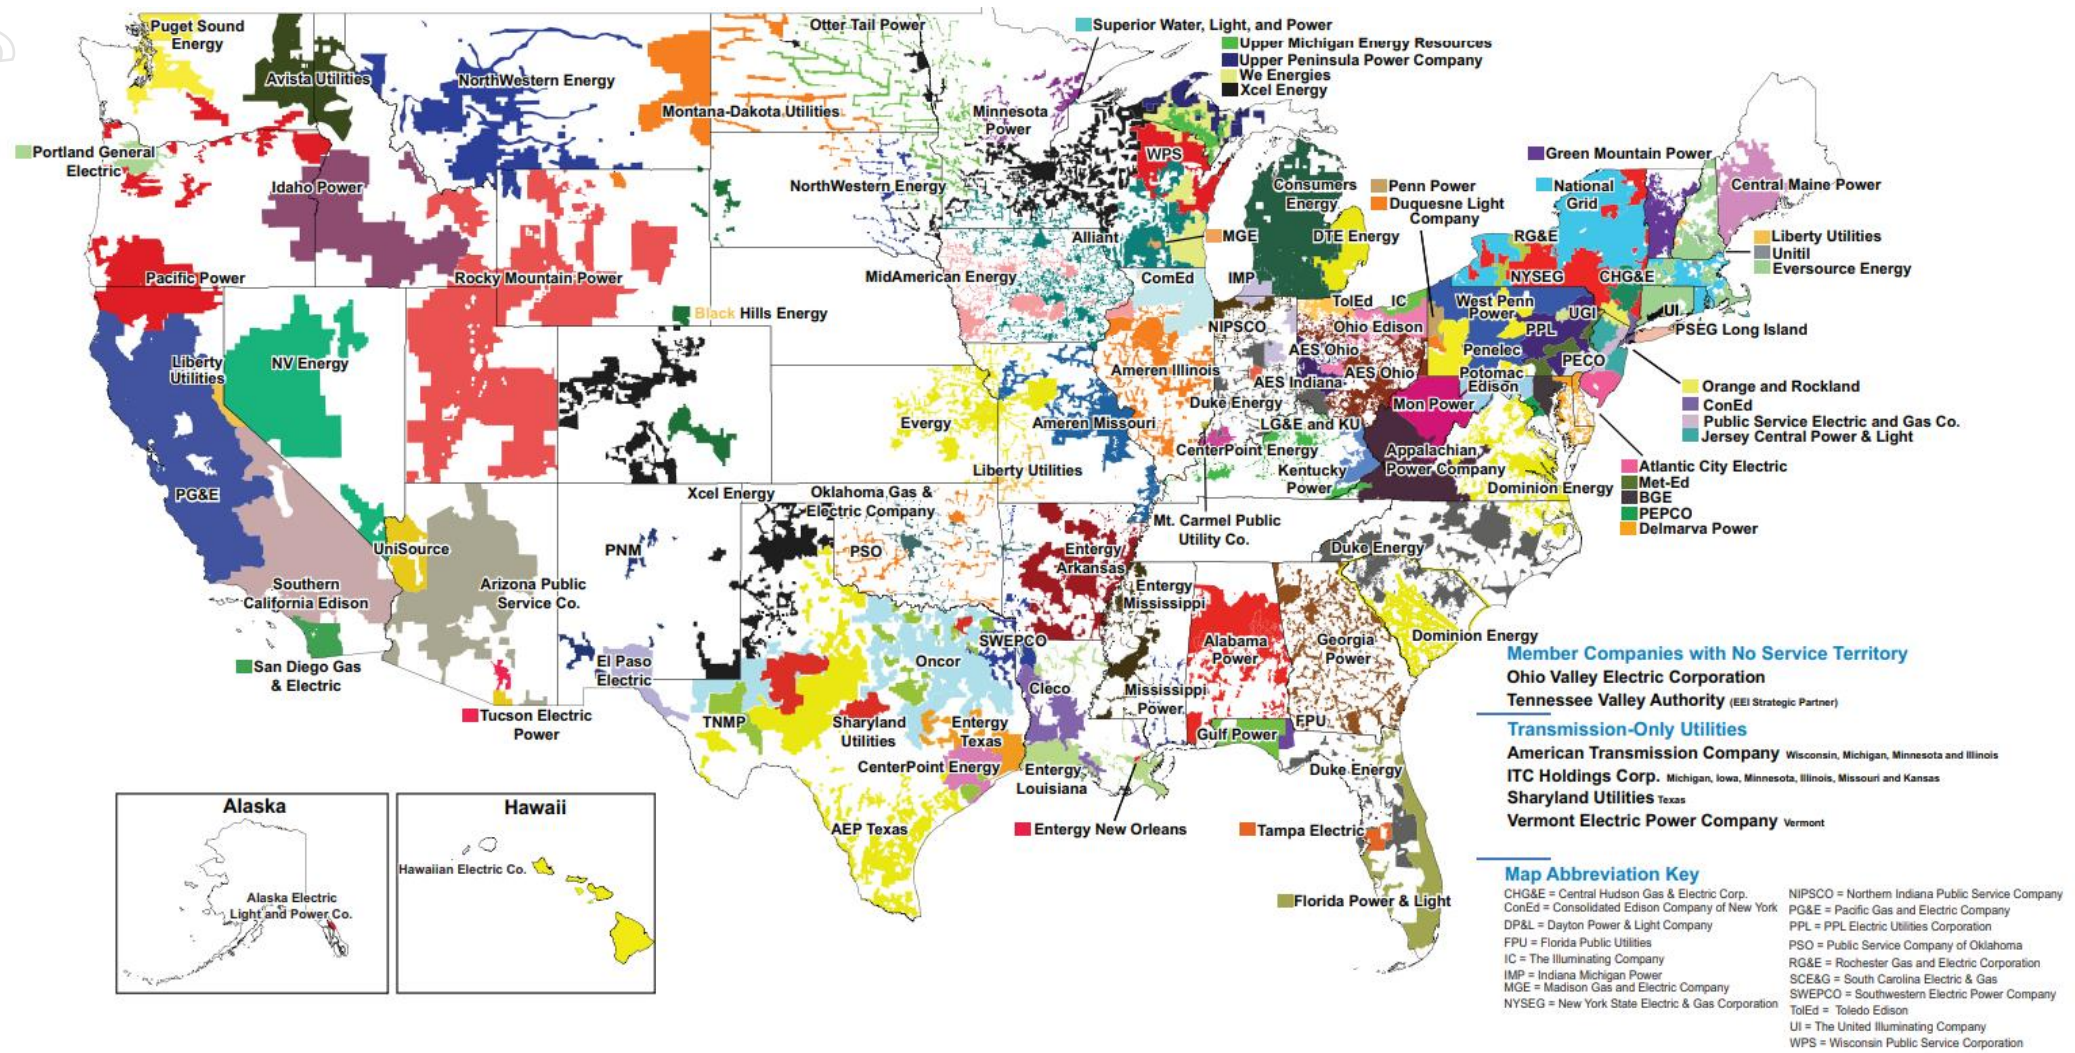 Puget Sound
Energy
Avista Utilities
NorthWestern Energy
Otter Tail Power
Montana-Dakota Utilities
Superior Water, Light, and Power
Upper Michigan Energy Resources
Upper Peninsula Power Company
We Energies
Xcel Energy
Minnesota
Power
Portland General
Electric
Idaho Power
NorthWestern Energy
WPS
Consumers
Energy
Penn Power
Duquesne Light
Company
Green Mountain Power
National
Grid
Central Maine Power
Pacific Power
Rocky Mountain Power
Alliant
MGE
DTE Energy
RG&E
Liberty Utilities
Unitil
Eversource Energy
MidAmerican Energy
ComEd
IMP
NYSEG
CHG&E
Black Hills Energy
TolEd
IC
West Penn
Power
UGI
UI
PSEG Long Island
NIPSCO
Ohio Edison
PPL
Liberty
Utilities
NV Energy
AES Ohio
Penelec
PECO
Ameren Illinois
AES Indiana
AES Ohio
Potomac
Edison
Orange and Rockland
ConEd
Public Service Electric and Gas Co.
Jersey Central Power & Light
Duke Energy
Mon Power
Evergy
Ameren Missouri
LG&E and KU
CenterPoint Energy
Appalachian
Power Company
Liberty Utilities
Kentucky
Power
Dominion Energy
Atlantic City Electric
Met-Ed
BGE
PEPCO
Delmarva Power
PG&E
Xcel Energy
Oklahoma Gas &
Electric Company
Mt. Carmel Public
Utility Co.
UniSource
PNM
PSO
Entergy
Arkansas
Duke Energy
Southern
California Edison
Arizona Public
Service Co.
Entergy
Mississippi
San Diego Gas
& Electric
El Paso
Electric
Oncor
SWEPCO
Alabama
Power
Georgia
Power
Dominion Energy
Cleco
Mississippi
Power
Tucson Electric
Power
TNMP
Sharyland
Utilities
Entergy
Texas
Gulf Power
FPU
CenterPoint Energy
Entergy
Louisiana
Duke Energy
AEP Texas
Entergy New Orleans
Tampa Electric
Florida Power & Light
Alaska
Alaska Electric
Light and Power Co.
Hawaii
Hawaiian Electric Co.
Member Companies with No Service Territory
Ohio Valley Electric Corporation
Tennessee Valley Authority (EEI Strategic Partner)
Transmission-Only Utilities
American Transmission Company Wisconsin, Michigan, Minnesota and Illinois
ITC Holdings Corp. Michigan, Iowa, Minnesota, Illinois, Missouri and Kansas
Sharyland Utilities Texas
Vermont Electric Power Company Vermont
Map Abbreviation Key
CHG&E = Central Hudson Gas & Electric Corp.
ConEd = Consolidated Edison Company of New York
DP&L = Dayton Power & Light Company
FPU = Florida Public Utilities
IC = The Illuminating Company
IMP = Indiana Michigan Power
MGE = Madison Gas and Electric Company
NYSEG = New York State Electric & Gas Corporation
NIPSCO = Northern Indiana Public Service Company
PG&E = Pacific Gas and Electric Company
PPL = PPL Electric Utilities Corporation
PSO = Public Service Company of Oklahoma
RG&E = Rochester Gas and Electric Corporation
SCE&G = South Carolina Electric & Gas
SWEPCO = Southwestern Electric Power Company
TolEd = Toledo Edison
UI = The United Illuminating Company
WPS = Wisconsin Public Service Corporation